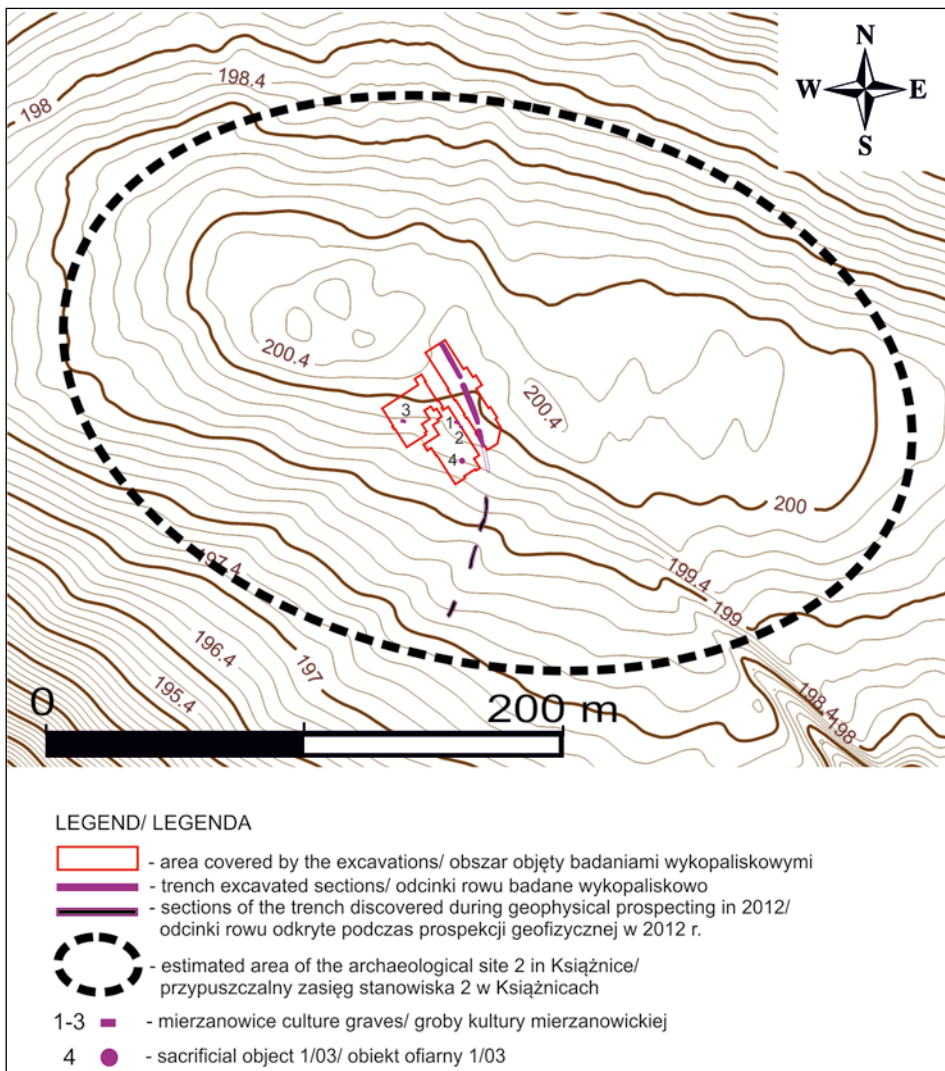 N
W E
S
198
198.4
200.4
200.4
3
1
2
4
200
197.4
199.4
199
196.4
197
195.4
198.4
198
0 200 m
LEGEND/ LEGENDA
- area covered by the excavations/ obszar objęty badaniami wykopaliskowymi
- trench excavated sections/ odcinki rowu badane wykopaliskowo
- sections of the trench discovered during geophysical prospecting in 2012/
odcinki rowu odkryte podczas prospekcji geofizycznej w 2012 r.
- estimated area of the archaeological site 2 in Książnice/
przypuszczalny zasięg stanowiska 2 w Książnicach
1-3 - mierzanowice culture graves/ groby kultury mierzanowickiej
4 - sacrificial object 1/03/ obiekt ofiarny 1/03